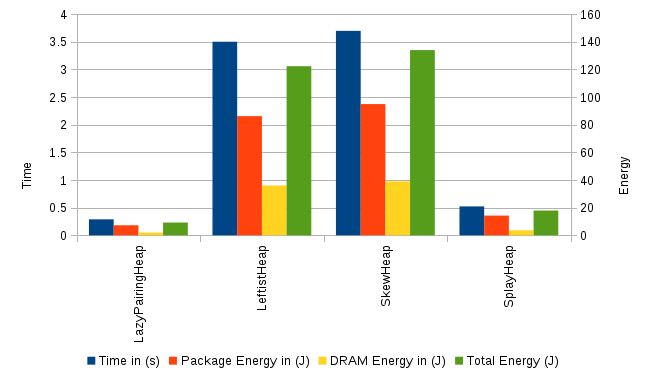 4
3.5
3
2.5
2
1.5
1
0.5
0
160
140
120
100
80
60
40
20
0
Time
Energy
LazyPairingHeap
LeftistHeap
SkewHeap
SplayHeap
Time in (s) Package Energy in (J) DRAM Energy in (J) Total Energy (J)